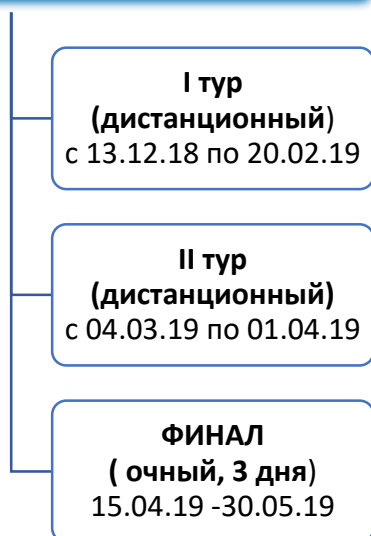 I тур
(дистанционный)
с 13.12.18 по 20.02.19
II тур
(дистанционный)
с 04.03.19 по 01.04.19
ФИНАЛ
( очный, 3 дня)
15.04.19 -30.05.19